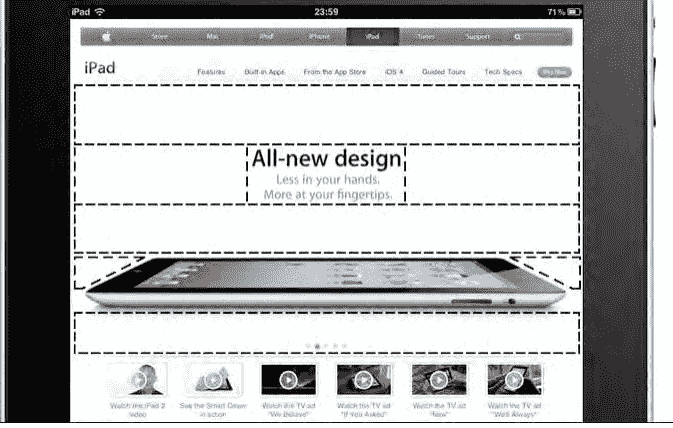 iPad 23:59 71%
Store Mac iPod iPhone iPad iTunes Support
iPad
Features Built-in Apps From the App Store iOS 4 Guided Tours Tech Specs
All-new design
Less in your hands.
More at your fingertips.
Watch the iPad 2 video
See the Smart Cover in action
Watch the TV ad "We Believe"
Watch the TV ad "If You Asked"
Watch the TV ad "Now"
Watch the TV ad "We'll Always"